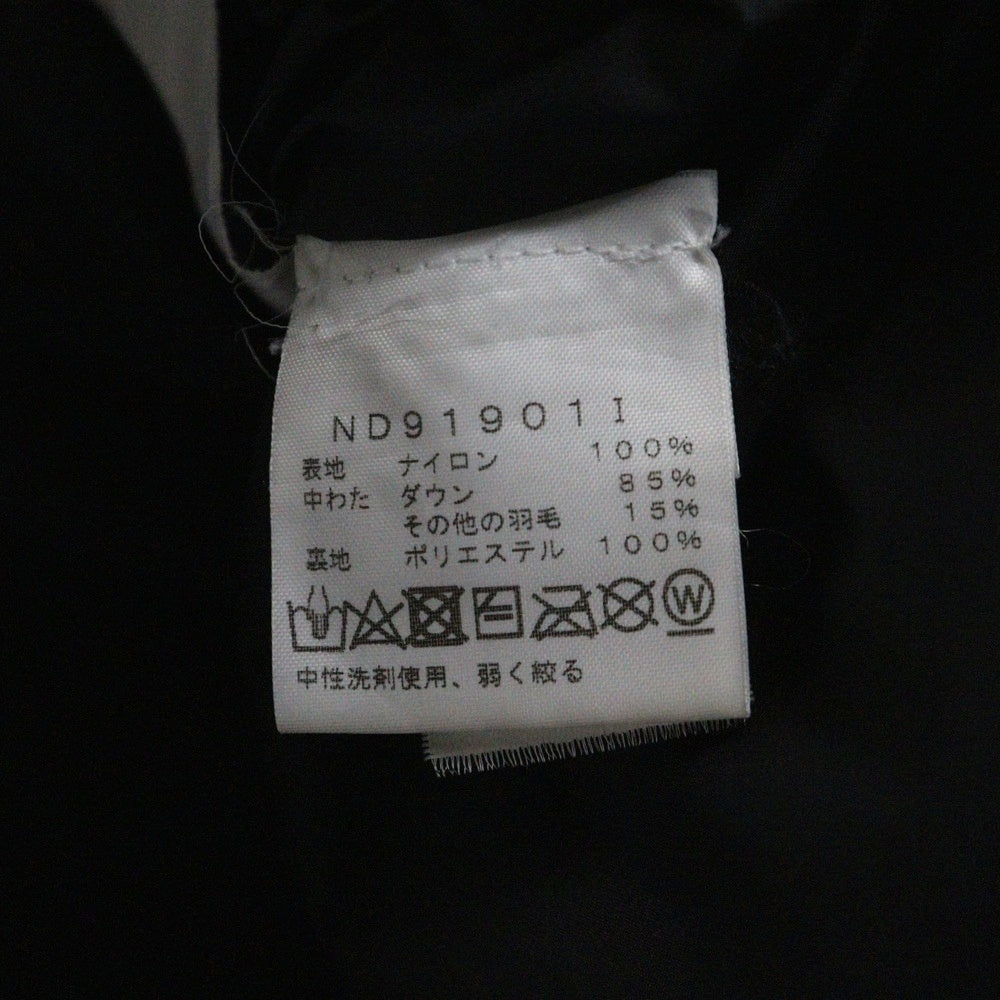 ND91901I
表地 ナイロン 100%
中わた ダウン 85%
その他の羽毛 15%
裏地 ポリエステル 100%
W
中性洗剤使用、弱く絞る